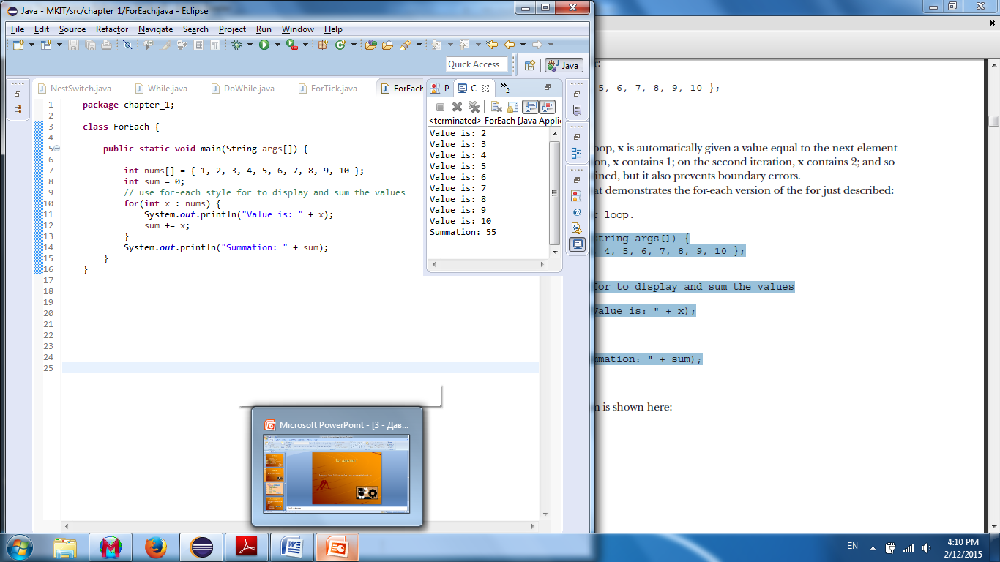 Java - MKIT/src/chapter_1/ForEach.java - Eclipse
File Edit Source Refactor Navigate Search Project Run Window Help
Quick Access
Java
NestSwitch.java While.java DoWhile.java ForTick.java ForEach
1 package chapter_1;
2
3 class ForEach {
4
5 public static void main(String args[]) {
6
7 int nums[] = { 1, 2, 3, 4, 5, 6, 7, 8, 9, 10 };
8 int sum = 0;
9 // use for-each style for to display and sum the values
10 for(int x : nums) {
11 System.out.println("Value is: " + x);
12 sum += x;
13 }
14 System.out.println("Summation: " + sum);
15 }
16 }
17
18
19
20
21
22
23
24
25
P C »2
<terminated> ForEach [Java Appli
Value is: 2
Value is: 3
Value is: 4
Value is: 5
Value is: 6
Value is: 7
Value is: 8
Value is: 9
Value is: 10
Summation: 55
r:
5, 6, 7, 8, 9, 10 };
oop, x is automatically given a value equal to the next element
on, x contains 1; on the second iteration, x contains 2; and so
ined, but it also prevents boundary errors.
at demonstrates the for-each version of the for just described:
r loop.
String args[]) {
4, 5, 6, 7, 8, 9, 10 };
for to display and sum the values
Value is: " + x);
mmation: " + sum);
m is shown here:
Microsoft PowerPoint - [3 - Дав...
EN
4:10 PM
2/12/2015